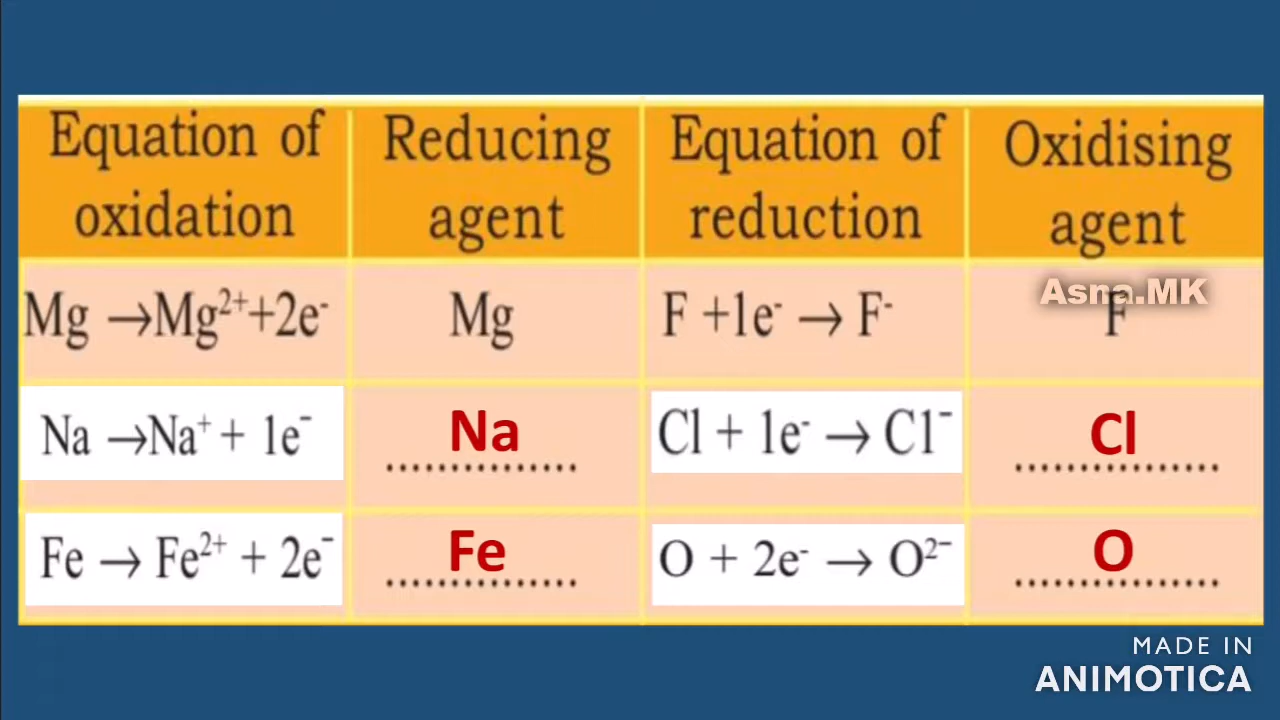 Equation of oxidation | Reducing agent | Equation of reduction | Oxidising agent
Asna.MK
Mg →Mg²⁺+2e⁻ | Mg | F +1e⁻ → F⁻ | F
Na →Na⁺ + 1e⁻ | Na ............... | Cl + 1e⁻ → C1⁻ | Cl ................
Fe → Fe²⁺ + 2e⁻ | Fe ............... | O + 2e⁻ → O²⁻ | O ................
MADE IN
ANIMOTICA